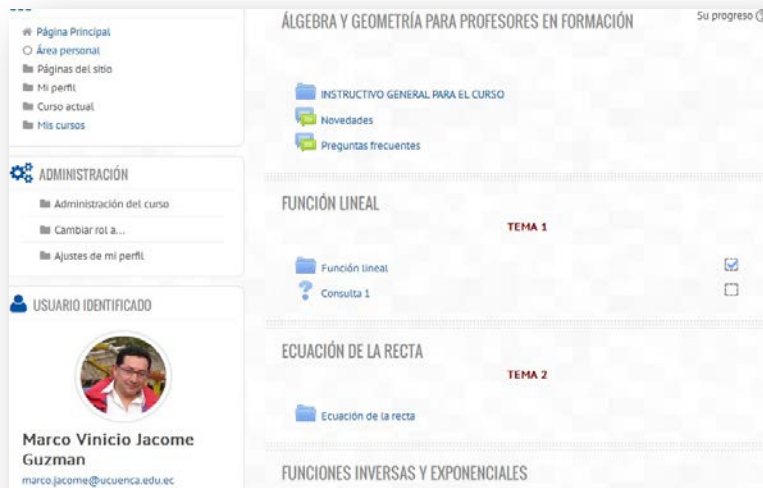 Página Principal
Área personal
Páginas del sitio
Mi perfil
Curso actual
Mis cursos
ADMINISTRACIÓN
Administración del curso
Cambiar rol a...
Ajustes de mi perfil
USUARIO IDENTIFICADO
Marco Vinicio Jacome
Guzman
marco.jacome@ucuenca.edu.ec
ÁLGEBRA Y GEOMETRÍA PARA PROFESORES EN FORMACIÓN
Su progreso
INSTRUCTIVO GENERAL PARA EL CURSO
Novedades
Preguntas frecuentes
FUNCIÓN LINEAL
TEMA 1
Función lineal
Consulta 1
ECUACIÓN DE LA RECTA
TEMA 2
Ecuación de la recta
FUNCIONES INVERSAS Y EXPONENCIALES